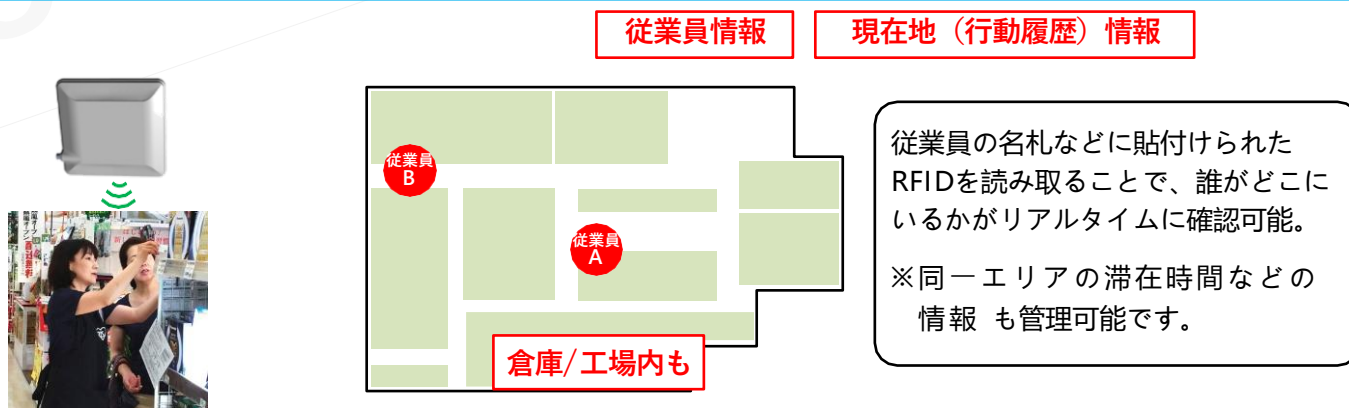 従業員情報
現在地（行動履歴）情報
従業員
B
従業員
A
倉庫/工場内も
従業員の名札などに貼付けられた
RFIDを読み取ることで、誰がどこに
いるかがリアルタイムに確認可能。
※同一エリアの滞在時間などの
情報 も管理可能です。